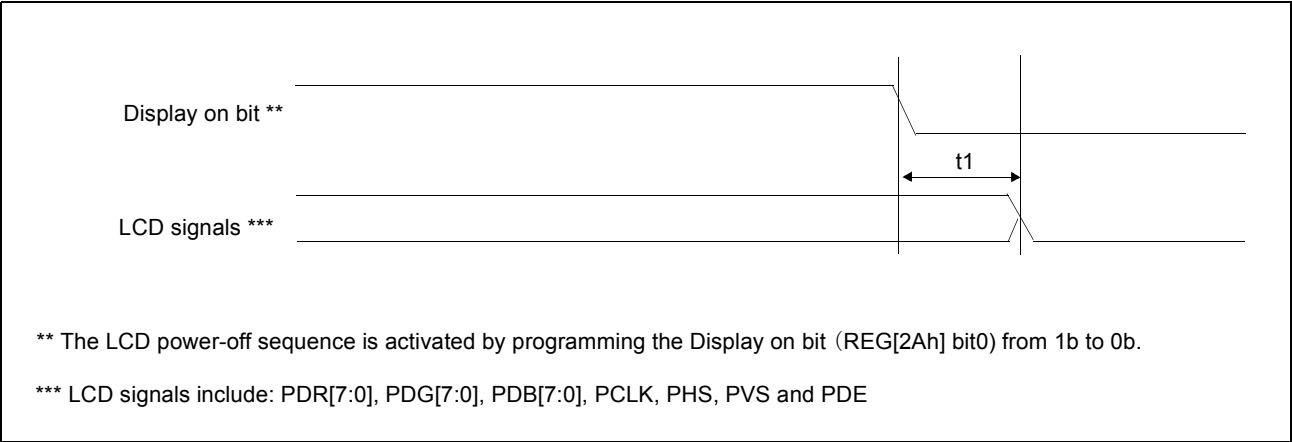 Display on bit **
t1
LCD signals ***
** The LCD power-off sequence is activated by programming the Display on bit （REG[2Ah] bit0) from 1b to 0b.
*** LCD signals include: PDR[7:0], PDG[7:0], PDB[7:0], PCLK, PHS, PVS and PDE